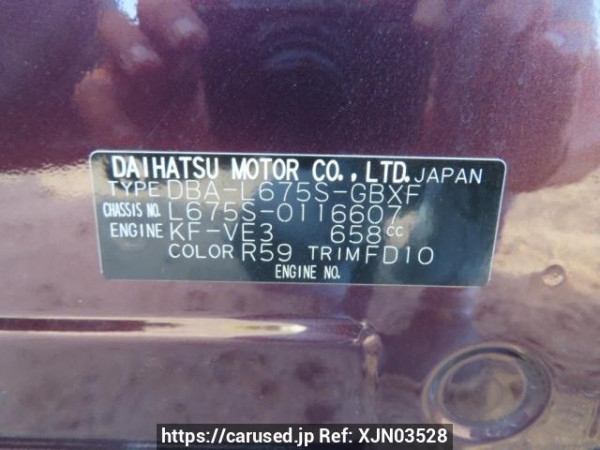 DAIHATSU MOTOR CO., LTD. JAPAN
TYPE DBA-L675S-GBXF
CHASSIS NO. L675S-0116607
ENGINE KF-VE3 658cc
COLOR R59 TRIM FD10
ENGINE NO.
https://carused.jp Ref: XJN03528